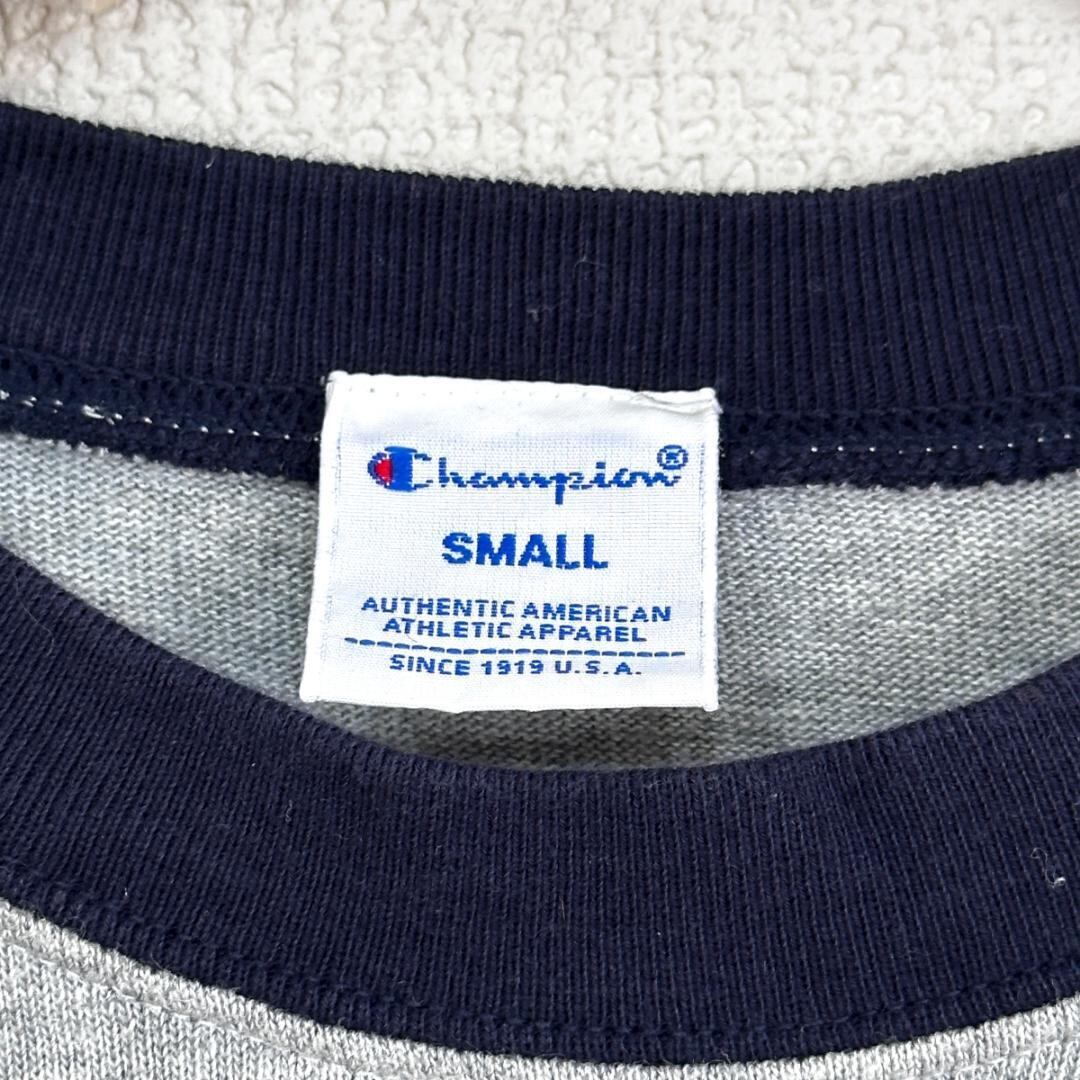 Champion®
SMALL
AUTHENTIC AMERICAN
ATHLETIC APPAREL
SINCE 1919 U.S.A.